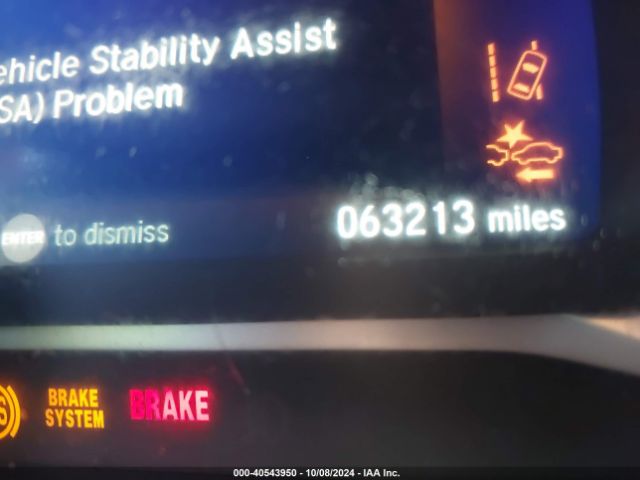 ehicle Stability Assist
SA) Problem
ENTER to dismiss
063213 miles
BRAKE
SYSTEM
BRAKE
000-40543950 - 10/08/2024 - IAA Inc.